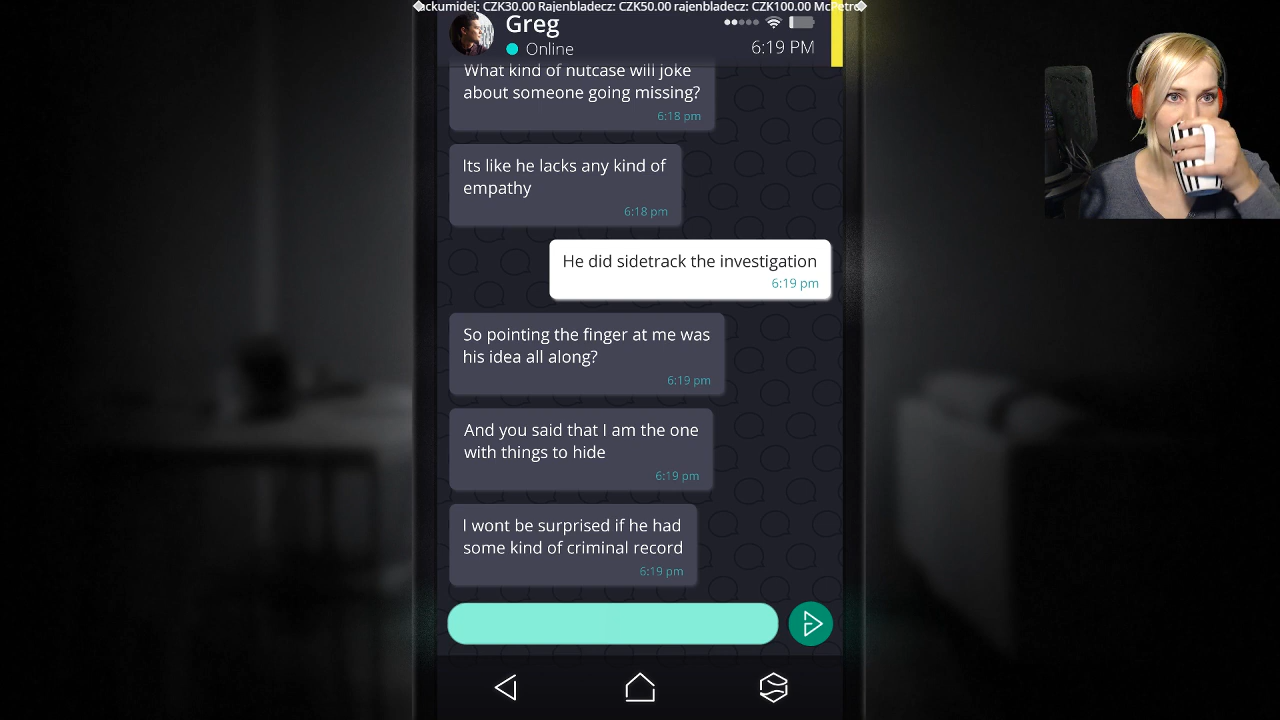 ackumidej: CZK30.00 Rajenbladecz: CZK50.00 rajenbladecz: CZK100.00 McPetro
Greg
Online
6:19 PM
What kind of nutcase will joke
about someone going missing?
6:18 pm
Its like he lacks any kind of
empathy
6:18 pm
He did sidetrack the investigation
6:19 pm
So pointing the finger at me was
his idea all along?
6:19 pm
And you said that I am the one
with things to hide
6:19 pm
I wont be surprised if he had
some kind of criminal record
6:19 pm